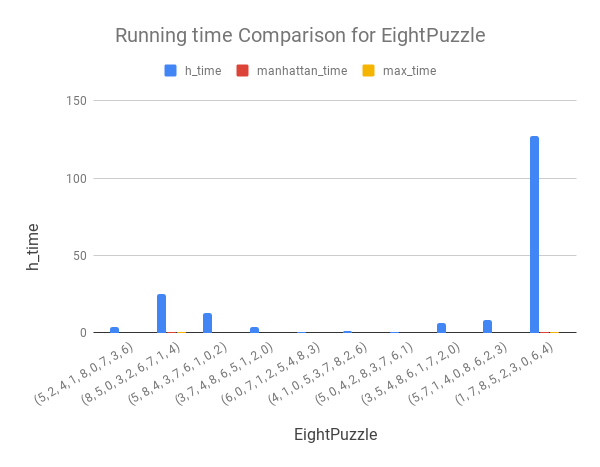 Running time Comparison for EightPuzzle
h_time
manhattan_time
max_time
150
100
50
0
h_time
(5,2,4,1,8,0,7,3,6)
(8,5,0,3,2,6,7,1,4)
(5,8,4,3,7,6,1,0,2)
(3,7,4,8,6,5,1,2,0)
(6,0,7,1,2,5,4,8,3)
(4,1,0,5,3,7,8,2,6)
(5,0,4,2,8,3,7,6,1)
(3,5,4,8,6,1,7,2,0)
(5,7,1,4,0,8,6,2,3)
(1,7,8,5,2,3,0,6,4)
EightPuzzle